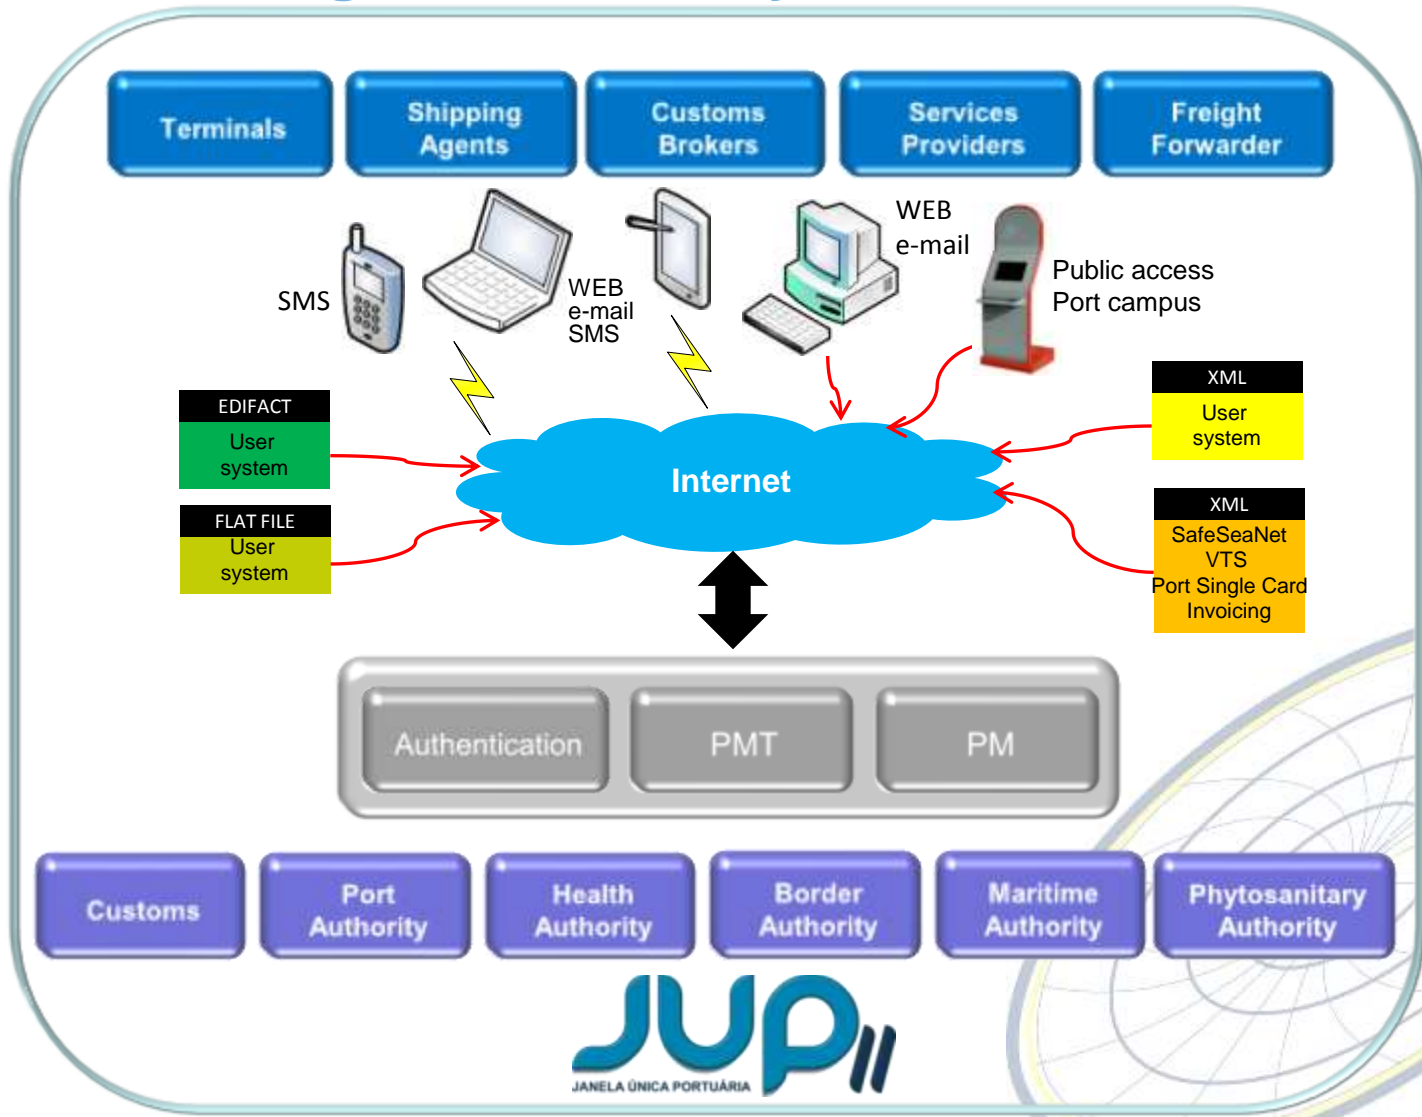 Terminals
Shipping
Agents
Customs
Brokers
Services
Providers
Freight
Forwarder
SMS
WEB
e-mail
SMS
WEB
e-mail
Public access
Port campus
EDIFACT
User
system
FLAT FILE
User
system
Internet
XML
User
system
XML
SafeSeaNet
VTS
Port Single Card
Invoicing
Authentication
PMT
PM
Customs
Port
Authority
Health
Authority
Border
Authority
Maritime
Authority
Phytosanitary
Authority
JUP II
JANELA ÚNICA PORTUÁRIA